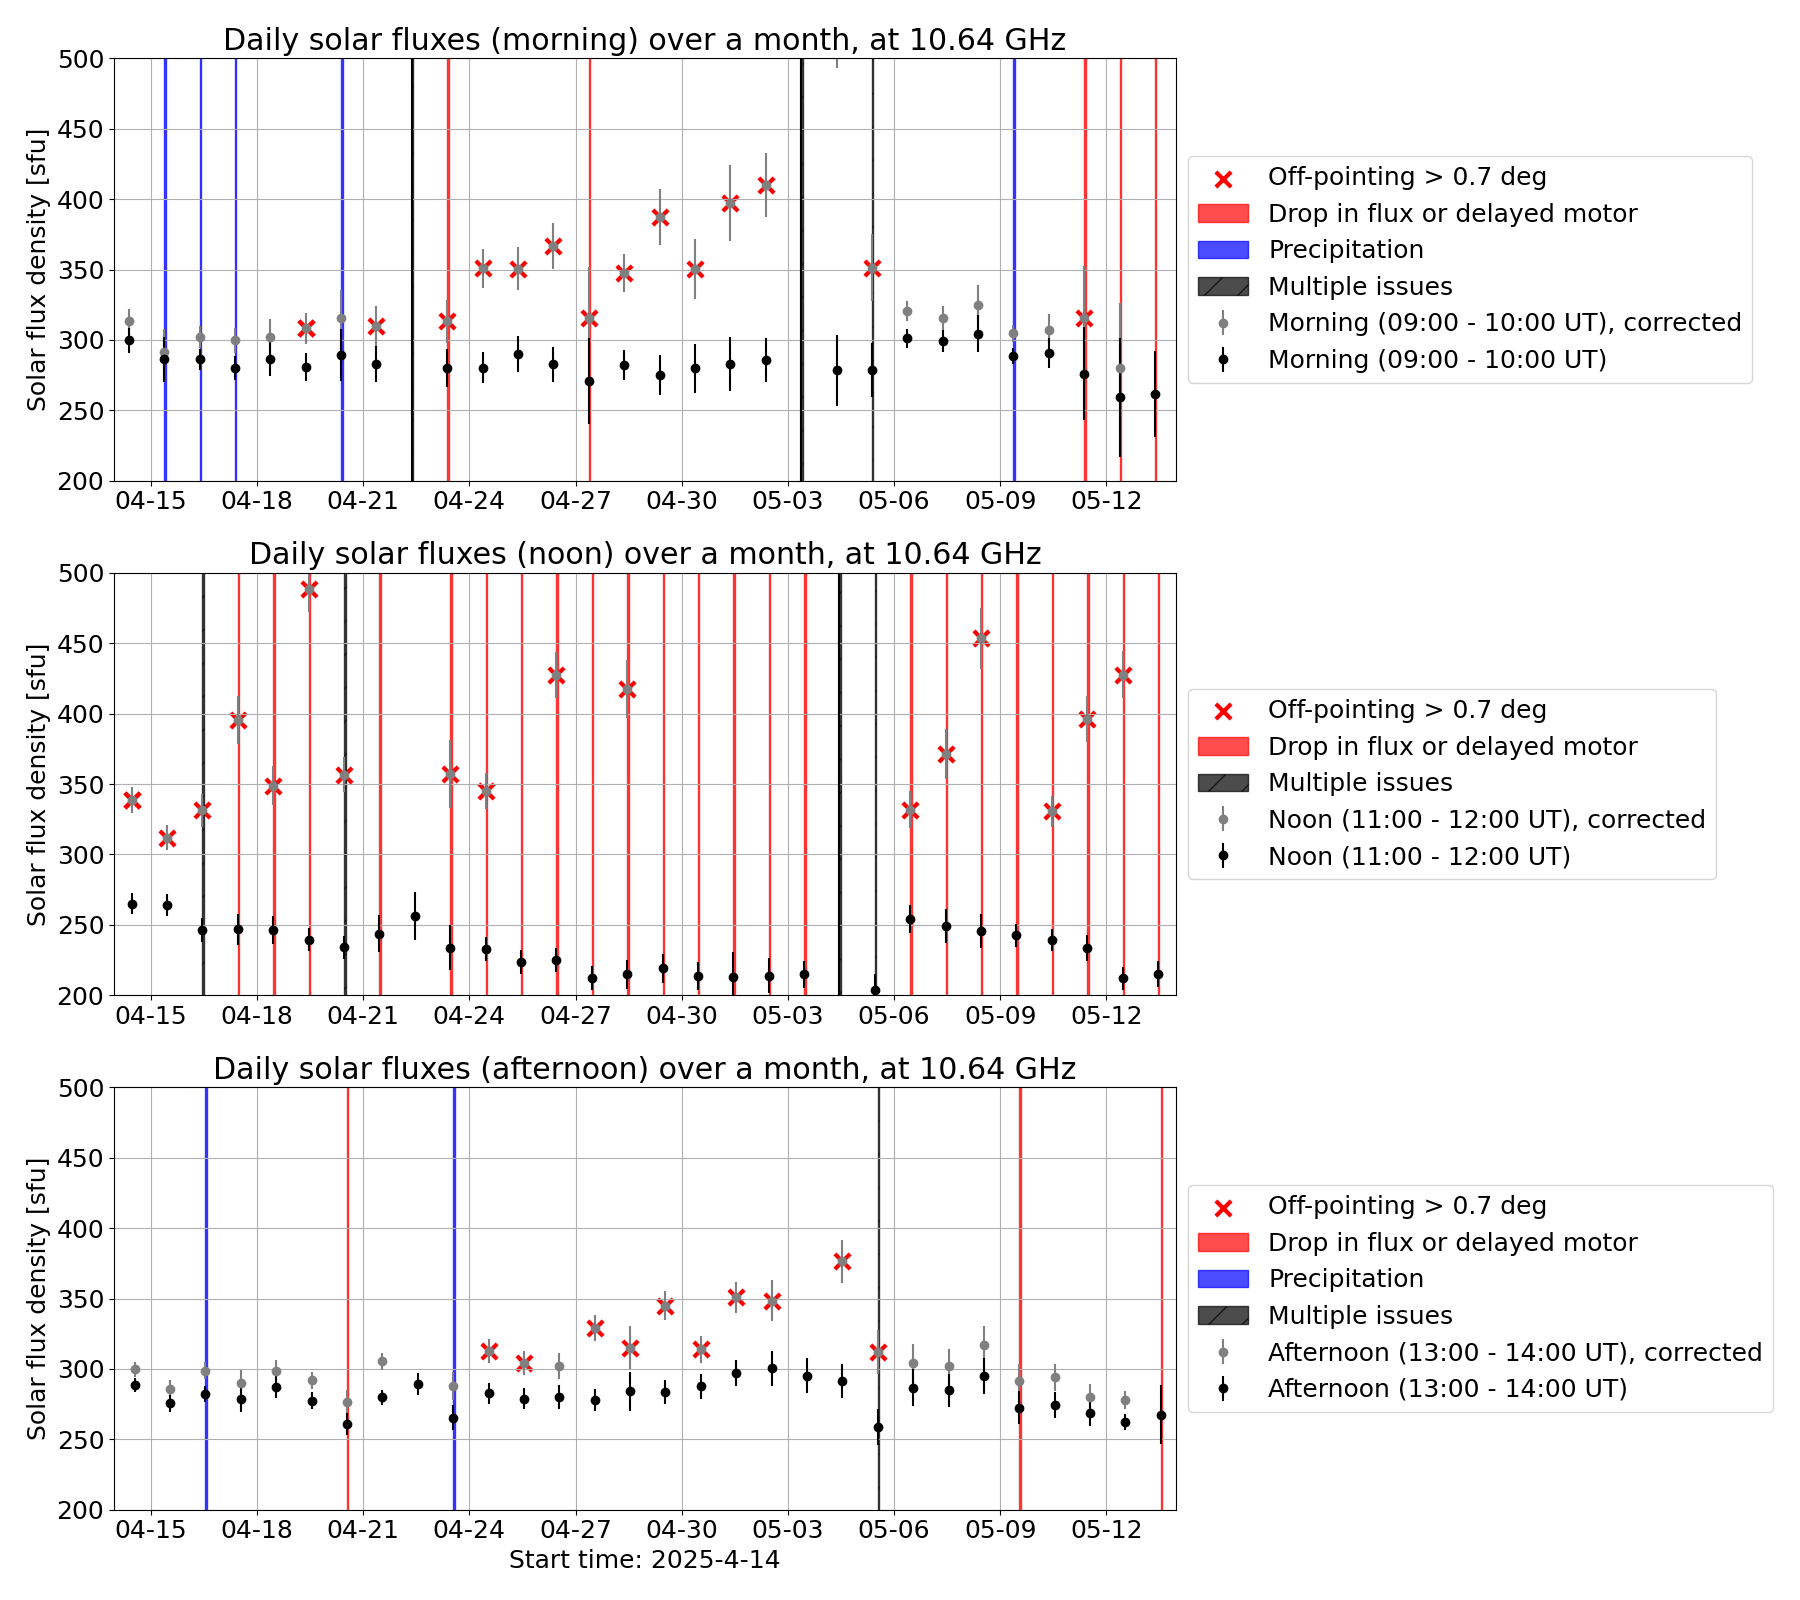 Daily solar fluxes (morning) over a month, at 10.64 GHz
500
450
400
350
300
250
200
Solar flux density [sfu]
04-15 04-18 04-21 04-24 04-27 04-30 05-03 05-06 05-09 05-12
Off-pointing > 0.7 deg
Drop in flux or delayed motor
Precipitation
Multiple issues
Morning (09:00 - 10:00 UT), corrected
Morning (09:00 - 10:00 UT)
Daily solar fluxes (noon) over a month, at 10.64 GHz
500
450
400
350
300
250
200
Solar flux density [sfu]
04-15 04-18 04-21 04-24 04-27 04-30 05-03 05-06 05-09 05-12
Off-pointing > 0.7 deg
Drop in flux or delayed motor
Multiple issues
Noon (11:00 - 12:00 UT), corrected
Noon (11:00 - 12:00 UT)
Daily solar fluxes (afternoon) over a month, at 10.64 GHz
500
450
400
350
300
250
200
Solar flux density [sfu]
04-15 04-18 04-21 04-24 04-27 04-30 05-03 05-06 05-09 05-12
Start time: 2025-4-14
Off-pointing > 0.7 deg
Drop in flux or delayed motor
Precipitation
Multiple issues
Afternoon (13:00 - 14:00 UT), corrected
Afternoon (13:00 - 14:00 UT)